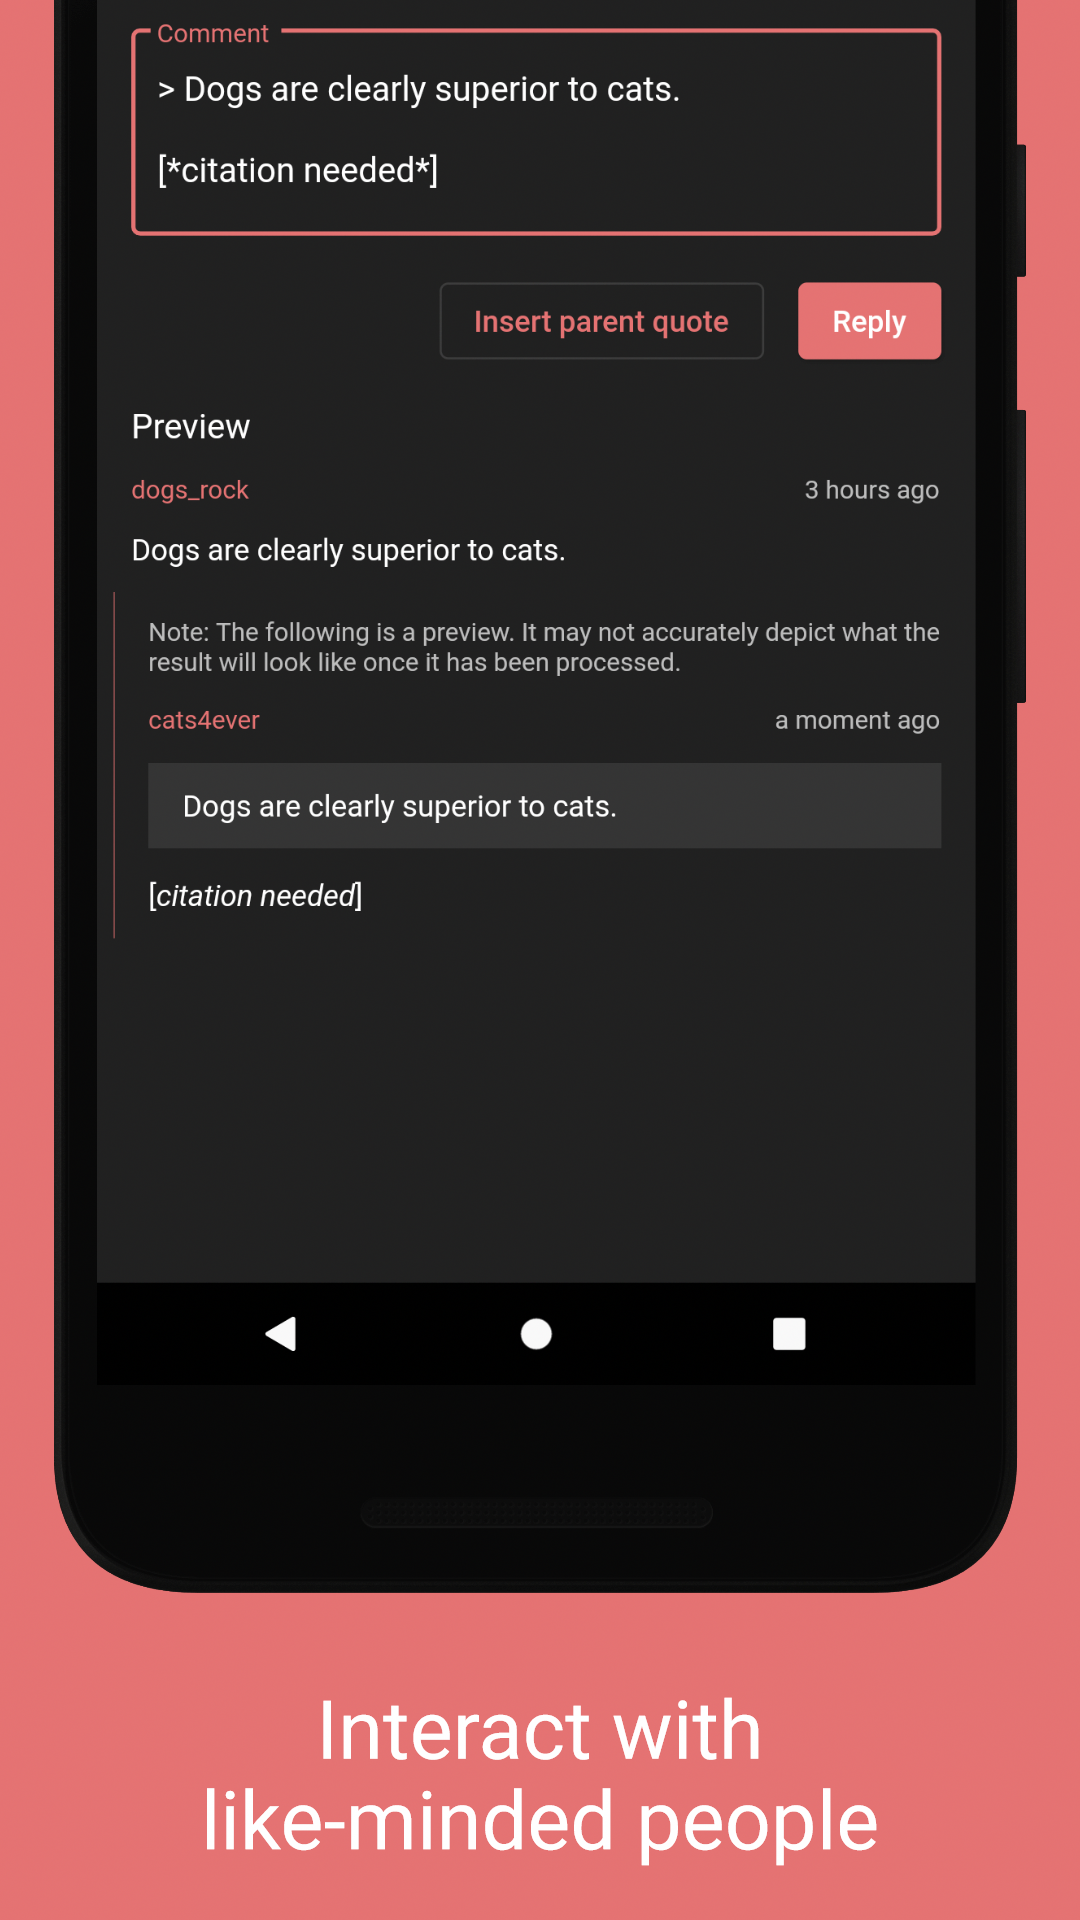 Comment
> Dogs are clearly superior to cats.
[*citation needed*]
Insert parent quote
Reply
Preview
dogs_rock
3 hours ago
Dogs are clearly superior to cats.
Note: The following is a preview. It may not accurately depict what the
result will look like once it has been processed.
cats4ever
a moment ago
Dogs are clearly superior to cats.
[citation needed]
Interact with
like-minded people